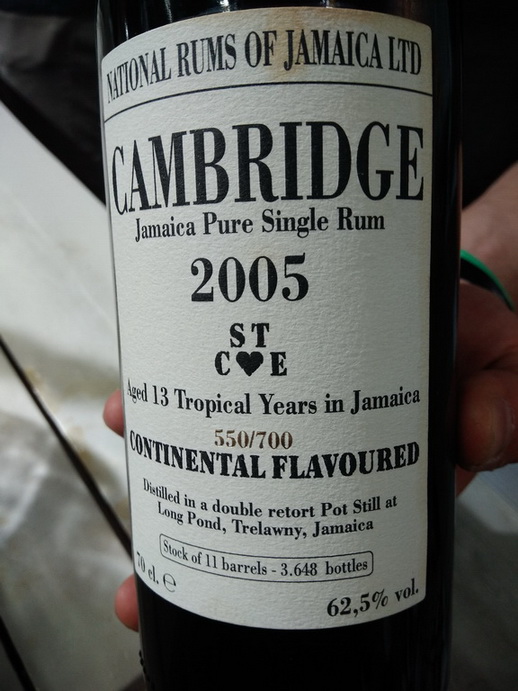 NATIONAL RUMS OF JAMAICA LTD
CAMBRIDGE
Jamaica Pure Single Rum
2005
S T
C♥E
Aged 13 Tropical Years in Jamaica
550/700
CONTINENTAL FLAVOURED
Distilled in a double retort Pot Still at
Long Pond, Trelawny, Jamaica
Stock of 11 barrels - 3.648 bottles
70 cl. ℮
62,5% vol.